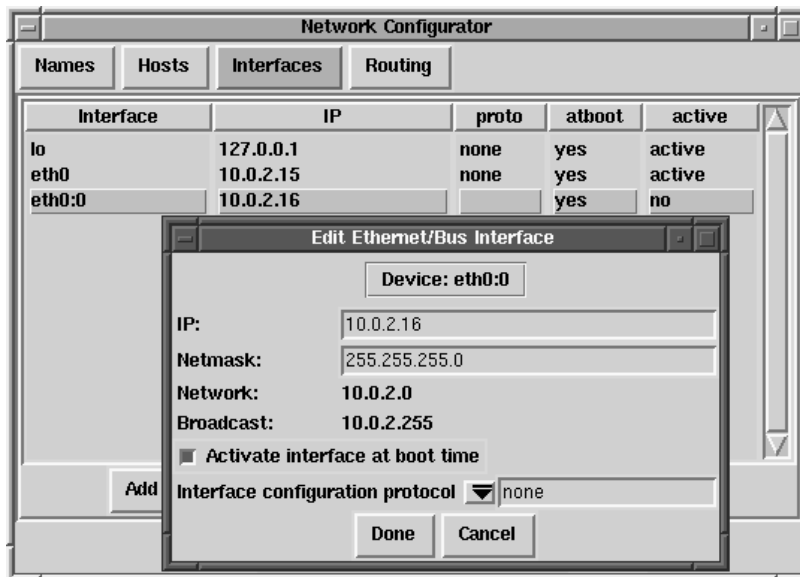 Network Configurator
Names Hosts Interfaces Routing
Interface IP proto atboot active
lo 127.0.0.1 none yes active
eth0 10.0.2.15 none yes active
eth0:0 10.0.2.16 yes no
Edit Ethernet/Bus Interface
Device: eth0:0
IP: 10.0.2.16
Netmask: 255.255.255.0
Network: 10.0.2.0
Broadcast: 10.0.2.255
Activate interface at boot time
Add
Interface configuration protocol none
Done Cancel